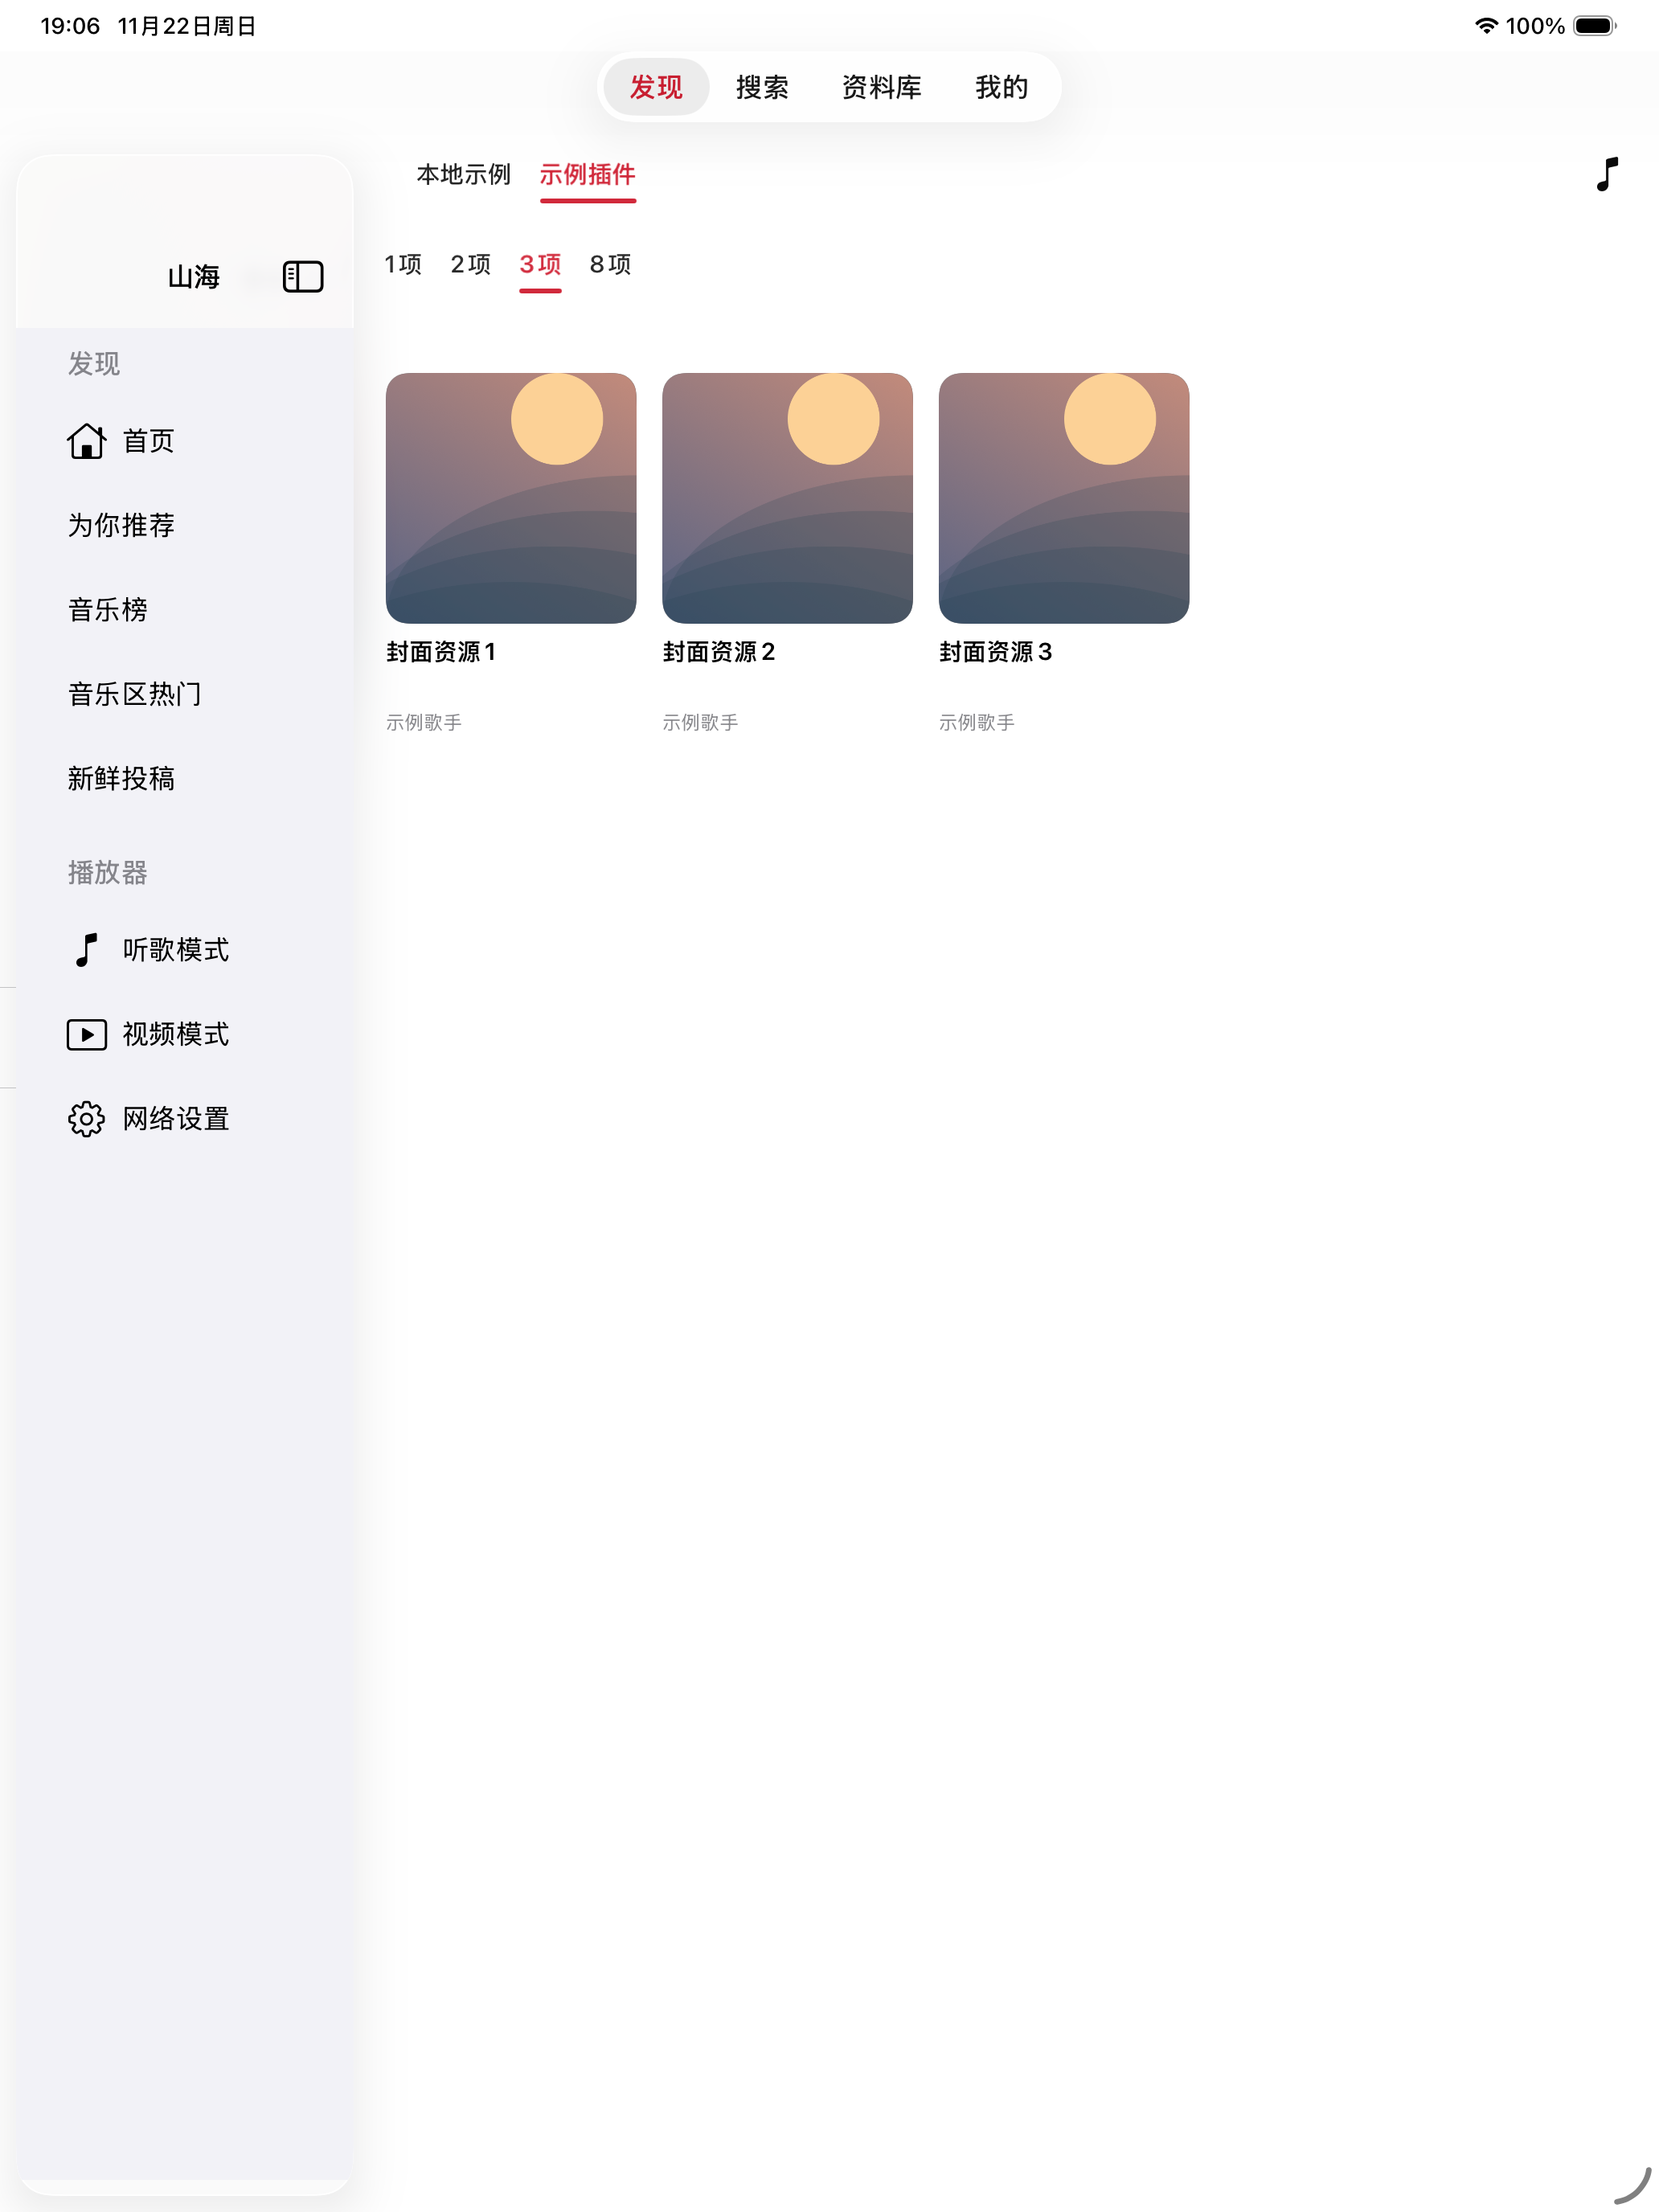 19:06 11月22日周日
100%
发现 搜索 资料库 我的
本地示例 示例插件
山海
1项 2项 3项 8项
发现
首页
为你推荐
音乐榜
音乐区热门
新鲜投稿
播放器
听歌模式
视频模式
网络设置
封面资源 1
示例歌手
封面资源 2
示例歌手
封面资源 3
示例歌手